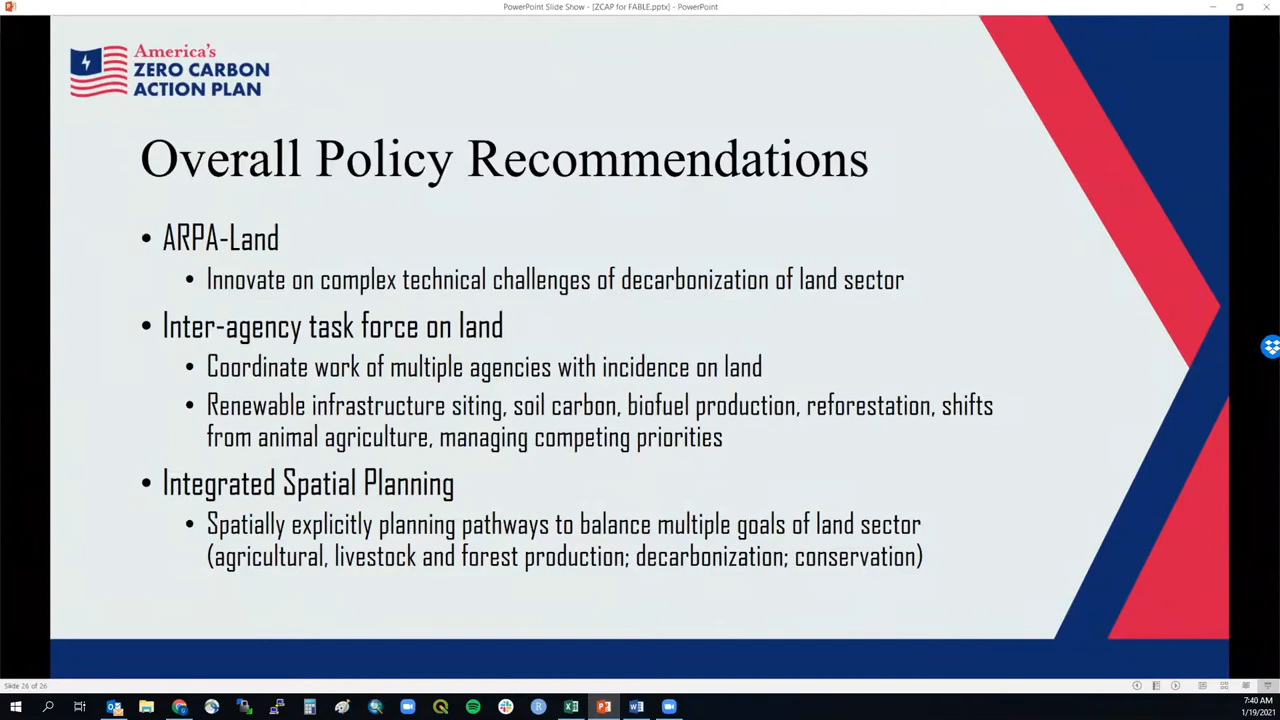 PowerPoint Slide Show - [ZCAP for FABLE.pptx] - PowerPoint
America's
ZERO CARBON
ACTION PLAN
Overall Policy Recommendations
• ARPA-Land
• Innovate on complex technical challenges of decarbonization of land sector
• Inter-agency task force on land
• Coordinate work of multiple agencies with incidence on land
• Renewable infrastructure siting, soil carbon, biofuel production, reforestation, shifts
from animal agriculture, managing competing priorities
• Integrated Spatial Planning
• Spatially explicitly planning pathways to balance multiple goals of land sector
(agricultural, livestock and forest production; decarbonization; conservation)
Slide 26 of 26
7:40 AM
1/19/2021